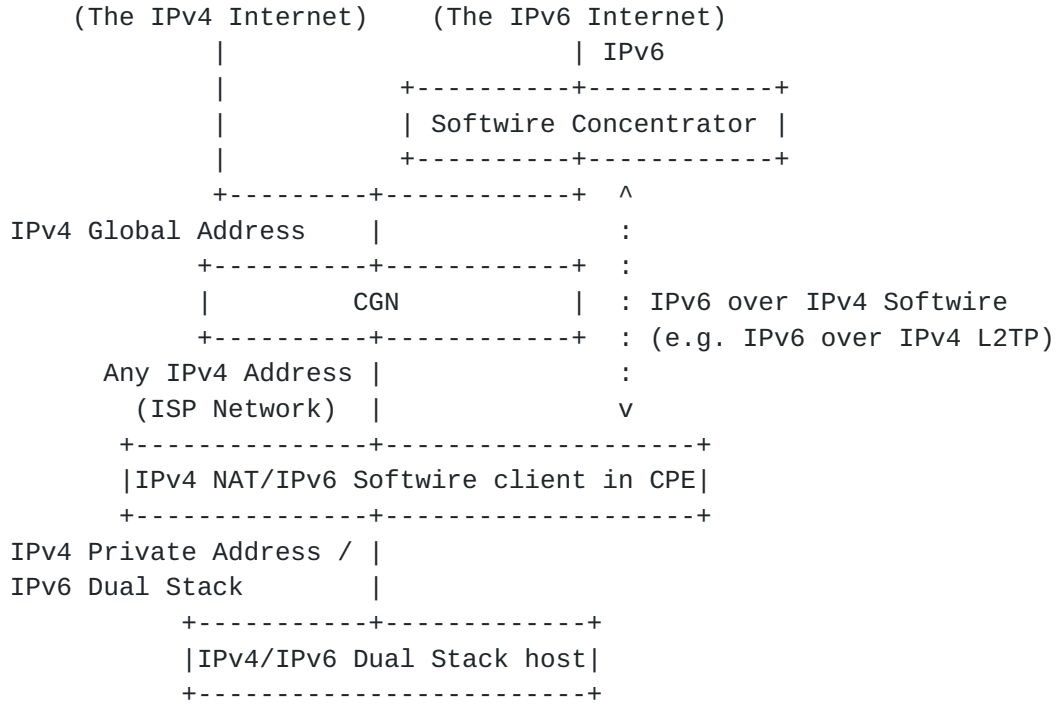 (The IPv4 Internet) (The IPv6 Internet)
IPv6
Softwire Concentrator
IPv4 Global Address
CGN
IPv6 over IPv4 Softwire
(e.g. IPv6 over IPv4 L2TP)
Any IPv4 Address
(ISP Network)
IPv4 NAT/IPv6 Softwire client in CPE
IPv4 Private Address /
IPv6 Dual Stack
IPv4/IPv6 Dual Stack host